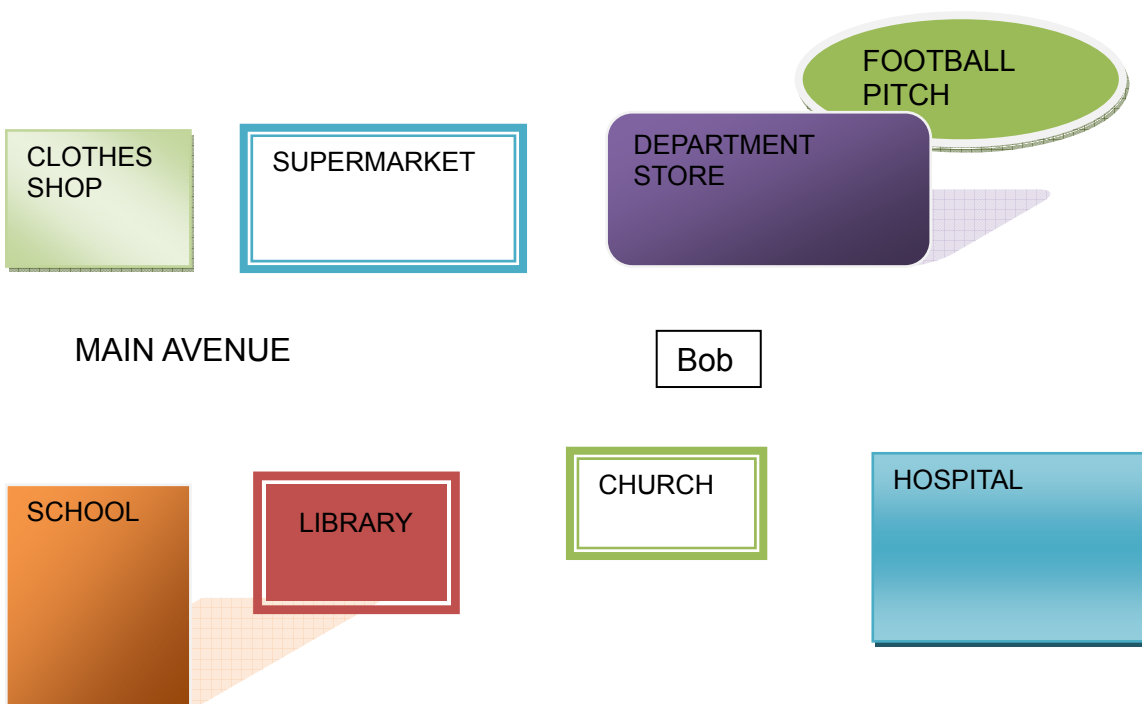 FOOTBALL
PITCH
CLOTHES
SHOP
SUPERMARKET
DEPARTMENT
STORE
MAIN AVENUE
Bob
SCHOOL
LIBRARY
CHURCH
HOSPITAL